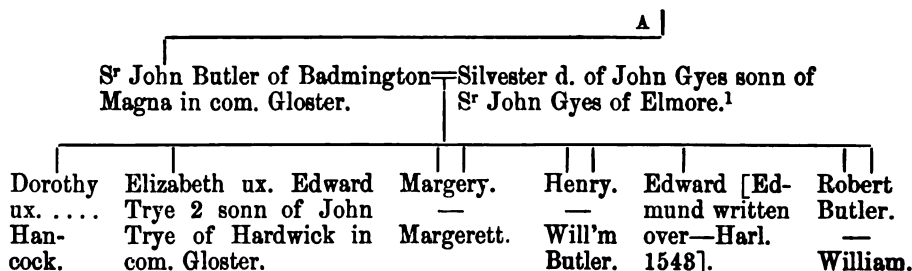 A
Sr John Butler of Badmington
Magna in com. Gloster.
Silvester d. of John Gyes sonn of
Sr John Gyes of Elmore.¹
Dorothy
ux. . . . .
Han-
cock.
Elizabeth ux. Edward
Trye 2 sonn of John
Trye of Hardwick in
com. Gloster.
Margery.
—
Margerett.
Henry.
—
Will'm
Butler.
Edward [Ed-
mund written
over—Harl.
1543].
Robert
Butler.
—
William.